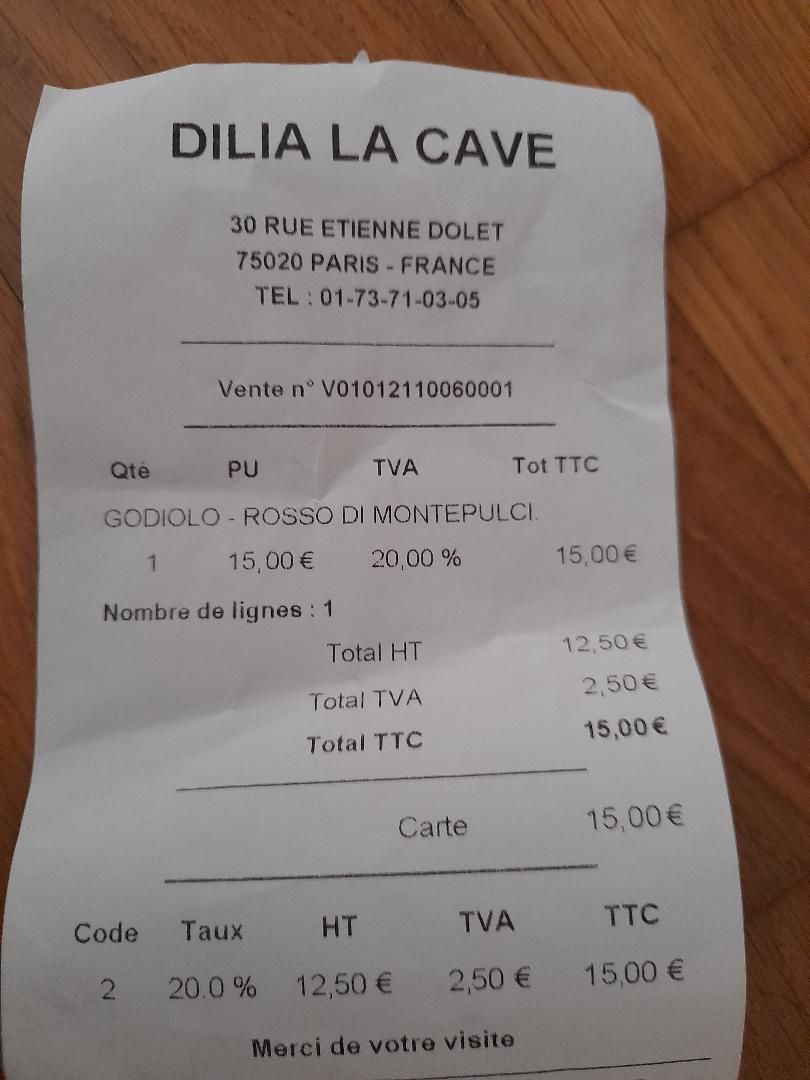 DILIA LA CAVE
30 RUE ETIENNE DOLET
75020 PARIS - FRANCE
TEL : 01-73-71-03-05
Vente n° V01012110060001
Qté PU TVA Tot TTC
GODIOLO - ROSSO DI MONTEPULCI.
1 15,00 € 20,00 % 15,00 €
Nombre de lignes : 1
Total HT 12,50 €
Total TVA 2,50 €
Total TTC 15,00 €
Carte 15,00 €
Code Taux HT TVA TTC
2 20.0 % 12,50 € 2,50 € 15,00 €
Merci de votre visite